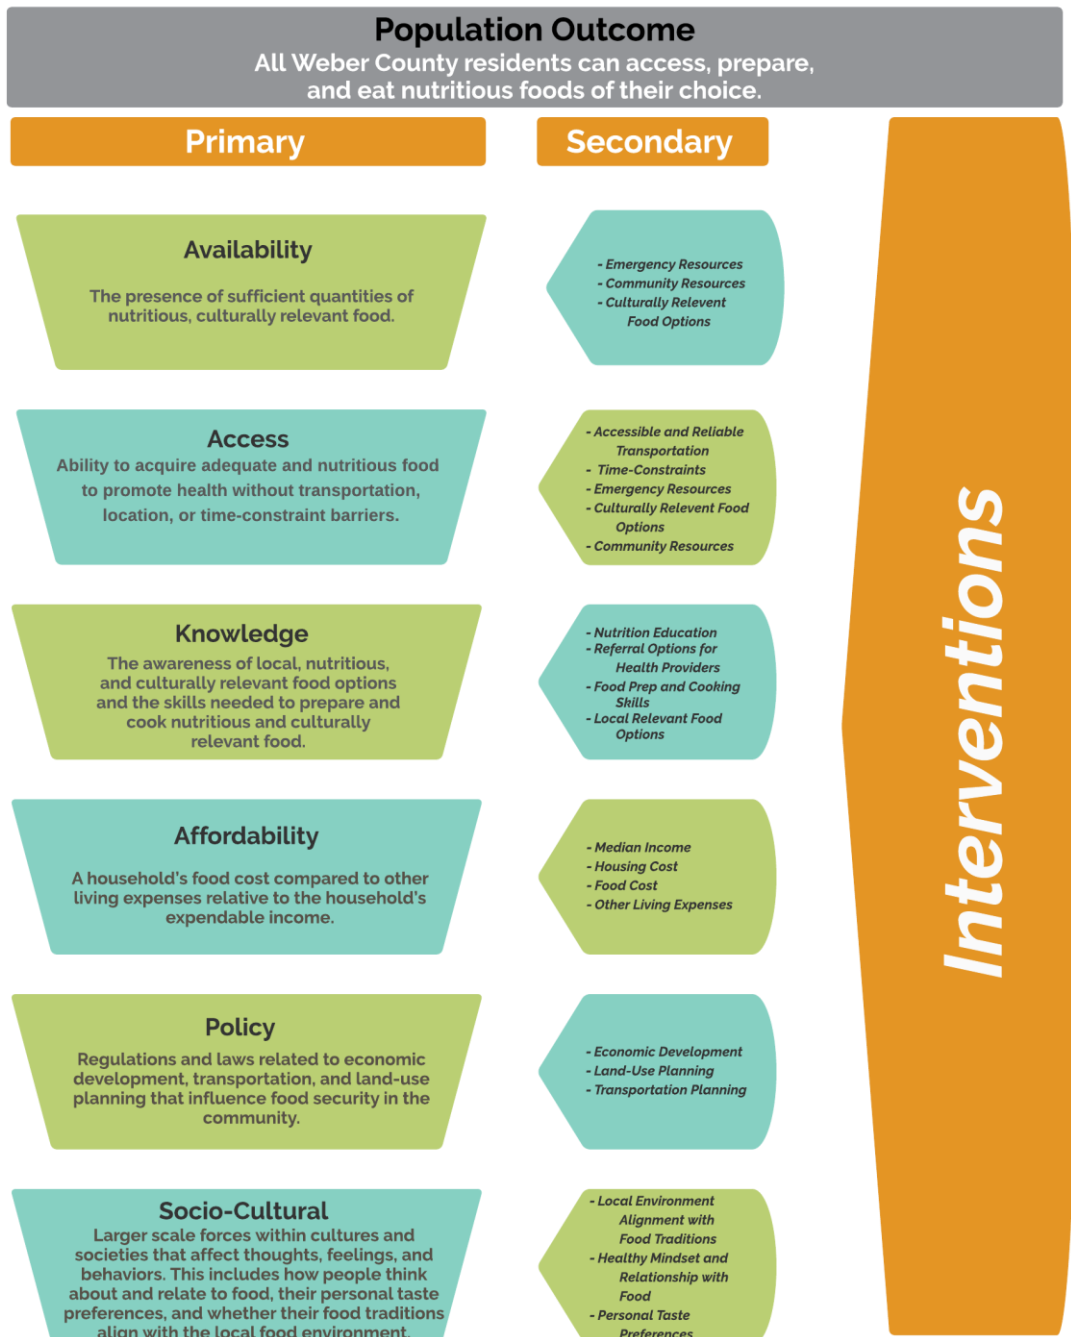 Population Outcome
All Weber County residents can access, prepare,
and eat nutritious foods of their choice.
Primary
Secondary
Availability
The presence of sufficient quantities of
nutritious, culturally relevant food.
- Emergency Resources
- Community Resources
- Culturally Relevent
Food Options
Access
Ability to acquire adequate and nutritious food
to promote health without transportation,
location, or time-constraint barriers.
- Accessible and Reliable
Transportation
- Time-Constraints
- Emergency Resources
- Culturally Relevent Food
Options
- Community Resources
Knowledge
The awareness of local, nutritious,
and culturally relevant food options
and the skills needed to prepare and
cook nutritious and culturally
relevant food.
- Nutrition Education
- Referral Options for
Health Providers
- Food Prep and Cooking
Skills
- Local Relevant Food
Options
Affordability
A household's food cost compared to other
living expenses relative to the household's
expendable income.
- Median Income
- Housing Cost
- Food Cost
- Other Living Expenses
Policy
Regulations and laws related to economic
development, transportation, and land-use
planning that influence food security in the
community.
- Economic Development
- Land-Use Planning
- Transportation Planning
Socio-Cultural
Larger scale forces within cultures and
societies that affect thoughts, feelings, and
behaviors. This includes how people think
about and relate to food, their personal taste
preferences, and whether their food traditions
align with the local food environment.
- Local Environment
Alignment with
Food Traditions
- Healthy Mindset and
Relationship with
Food
- Personal Taste
Preferences
Interventions